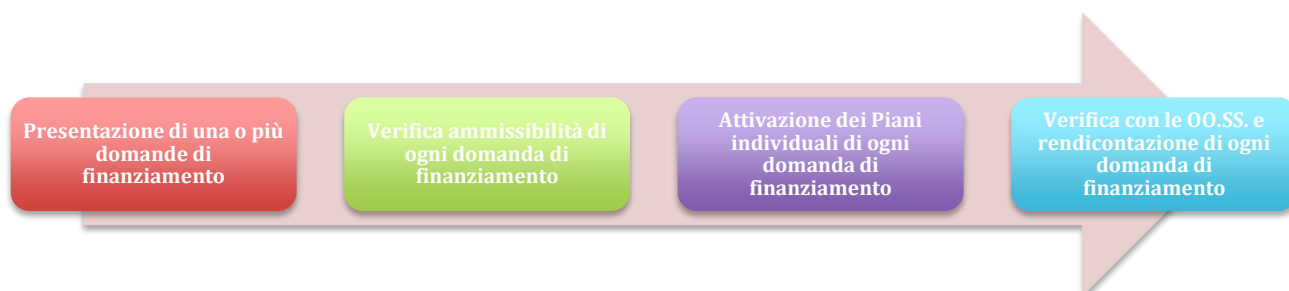 Presentazione di una o più
domande di
finanziamento
Verifica ammissibilità di
ogni domanda di
finanziamento
Attivazione dei Piani
individuali di ogni
domanda di
finanziamento
Verifica con le OO.SS. e
rendicontazione di ogni
domanda di
finanziamento